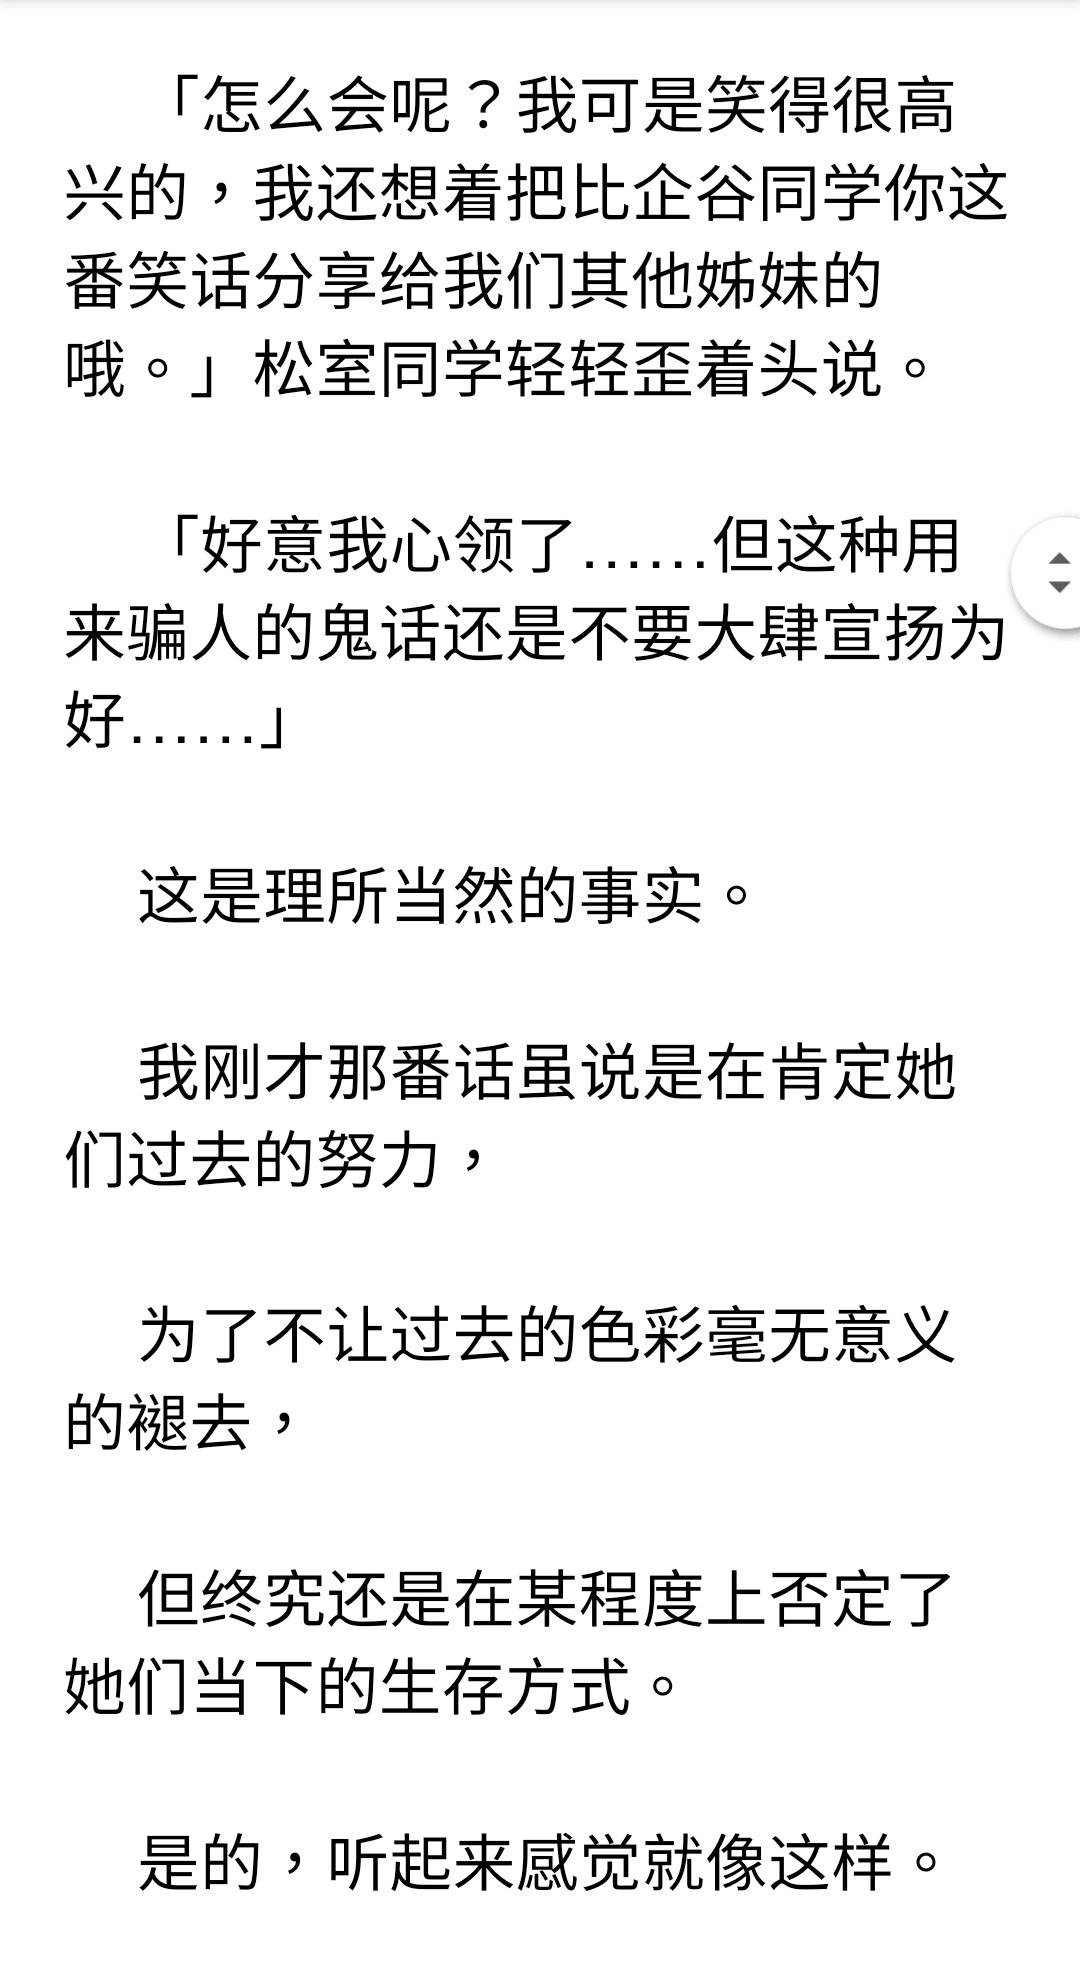 「怎么会呢？我可是笑得很高
兴的，我还想着把比企谷同学你这
番笑话分享给我们其他姊妹的
哦。」松室同学轻轻歪着头说。
「好意我心领了……但这种用
来骗人的鬼话还是不要大肆宣扬为
好……」
这是理所当然的事实。
我刚才那番话虽说是在肯定她
们过去的努力，
为了不让过去的色彩毫无意义
的褪去，
但终究还是在某程度上否定了
她们当下的生存方式。
是的，听起来感觉就像这样。